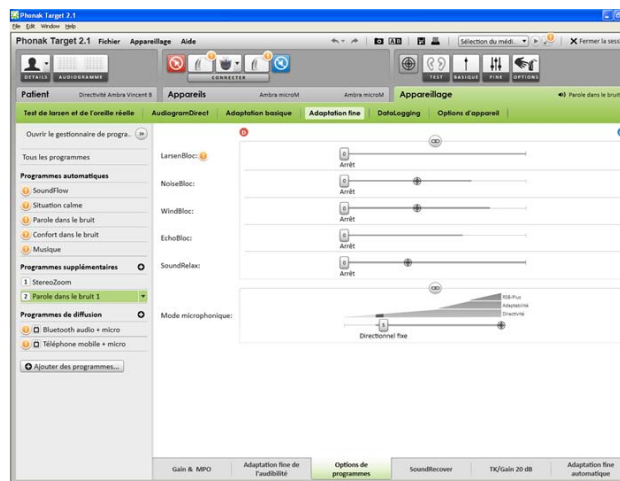 Phonak Target 2.1
File Edit Window Help
Phonak Target 2.1 Fichier Appareillage Aide
Sélection du médi..
Fermer la sess
DETAILS AUDIOGRAMME
CONNECTER
TEST BASIQUE FINE OPTIONS
Patient Directivité Ambra Vincent B
Appareils Ambra microM Ambra microM
Appareillage Parole dans le bruit
Test de larsen et de l'oreille réelle AudiogramDirect Adaptation basique Adaptation fine DataLogging Options d'appareil
Ouvrir le gestionnaire de progra..
Tous les programmes
Programmes automatiques
SoundFlow
Situation calme
Parole dans le bruit
Confort dans le bruit
Musique
Programmes supplémentaires
1 StereoZoom
2 Parole dans le bruit 1
Programmes de diffusion
Bluetooth audio + micro
Téléphone mobile + micro
Ajouter des programmes...
D
LarsenBloc:
0
Arrêt
NoiseBloc:
0
Arrêt
WindBloc:
0
Arrêt
EchoBloc:
0
Arrêt
SoundRelax:
0
Arrêt
Mode microphonique:
Adaptabilité
Directivité
Directionnel fixe
Gain & MPO
Adaptation fine de l'audibilité
Options de programmes
SoundRecover
TK/Gain 20 dB
Adaptation fine automatique